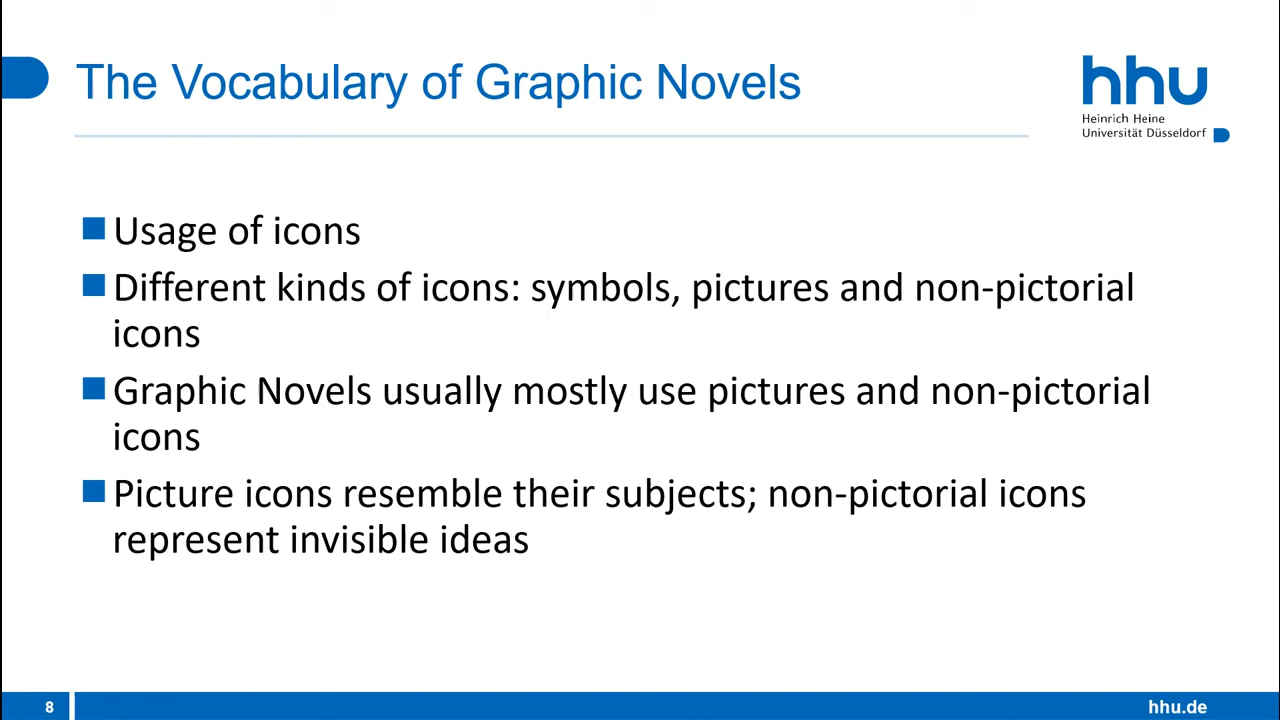 The Vocabulary of Graphic Novels
hhu
Heinrich Heine
Universität Düsseldorf
Usage of icons
Different kinds of icons: symbols, pictures and non-pictorial
icons
Graphic Novels usually mostly use pictures and non-pictorial
icons
Picture icons resemble their subjects; non-pictorial icons
represent invisible ideas
8
hhu.de